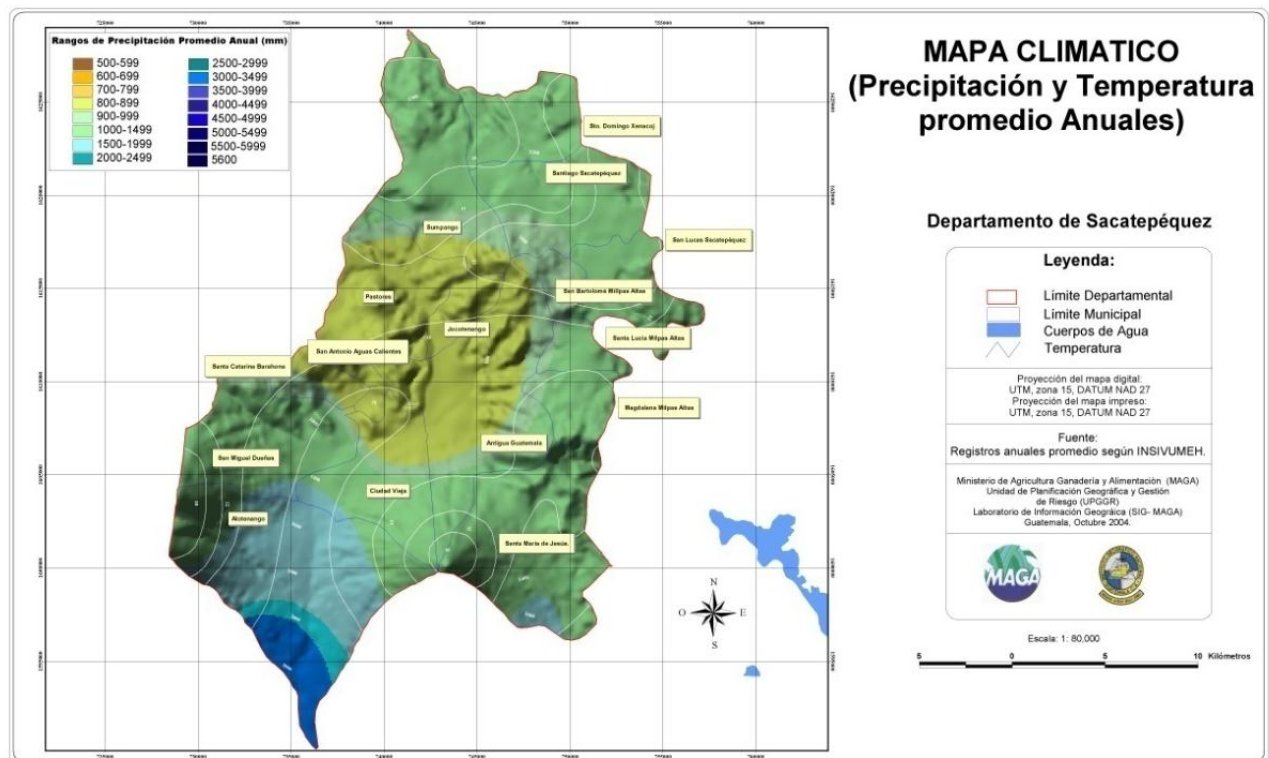 MAPA CLIMATICO
(Precipitación y Temperatura
promedio Anuales)
Departamento de Sacatepéquez
Rangos de Precipitación Promedio Anual (mm)
500-599
600-699
700-799
800-899
900-999
1000-1499
1500-1999
2000-2499
2500-2999
3000-3499
3500-3999
4000-4499
4500-4999
5000-5499
5500-5999
5600
Sto. Domingo Xenacoj
Santiago Sacatepéquez
Sumpango
San Lucas Sacatepéquez
San Bartolomé Milpas Altas
Pastores
Jocotenango
Santa Lucía Milpas Altas
San Antonio Aguas Calientes
Santa Catarina Barahona
Magdalena Milpas Altas
Antigua Guatemala
San Miguel Dueñas
Ciudad Vieja
Alotenango
Santa María de Jesús.
N
O
E
S
Leyenda:
Límite Departamental
Límite Municipal
Cuerpos de Agua
Temperatura
Proyección del mapa digital:
UTM, zona 15, DATUM NAD 27
Proyección del mapa impreso:
UTM, zona 15, DATUM NAD 27
Fuente:
Registros anuales promedio según INSIVUMEH.
Ministerio de Agricultura Ganadería y Alimentación (MAGA)
Unidad de Planificación Geográfica y Gestión
de Riesgo (UPGGR)
Laboratorio de Información Geográica (SIG- MAGA)
Guatemala, Octubre 2004.
MAGA
Escala: 1: 80,000
5 0 5 10 Kilómetros